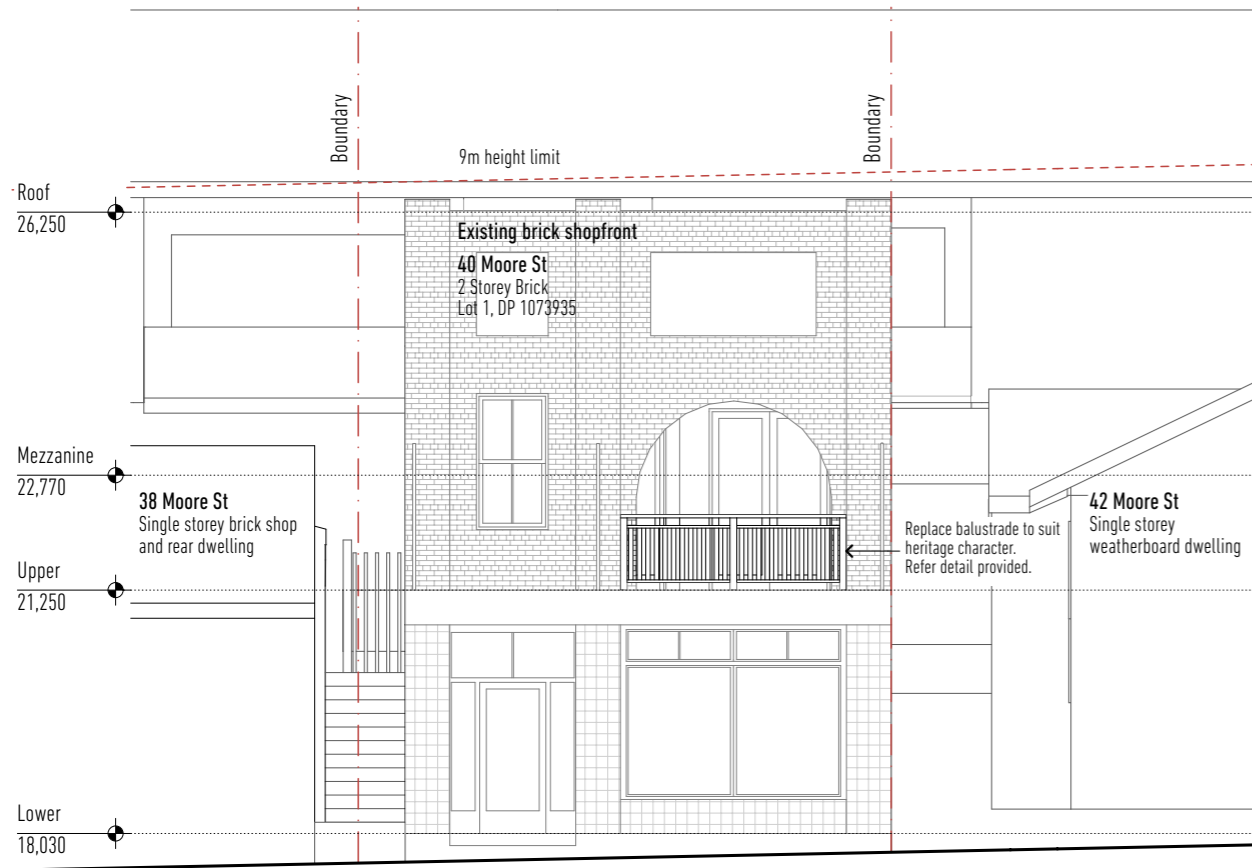 Boundary
Boundary
9m height limit
Roof
26,250
Existing brick shopfront
40 Moore St
2 Storey Brick
Lot 1, DP 1073935
Mezzanine
22,770
38 Moore St
Single storey brick shop
and rear dwelling
42 Moore St
Single storey
weatherboard dwelling
Replace balustrade to suit
heritage character.
Refer detail provided.
Upper
21,250
Lower
18,030